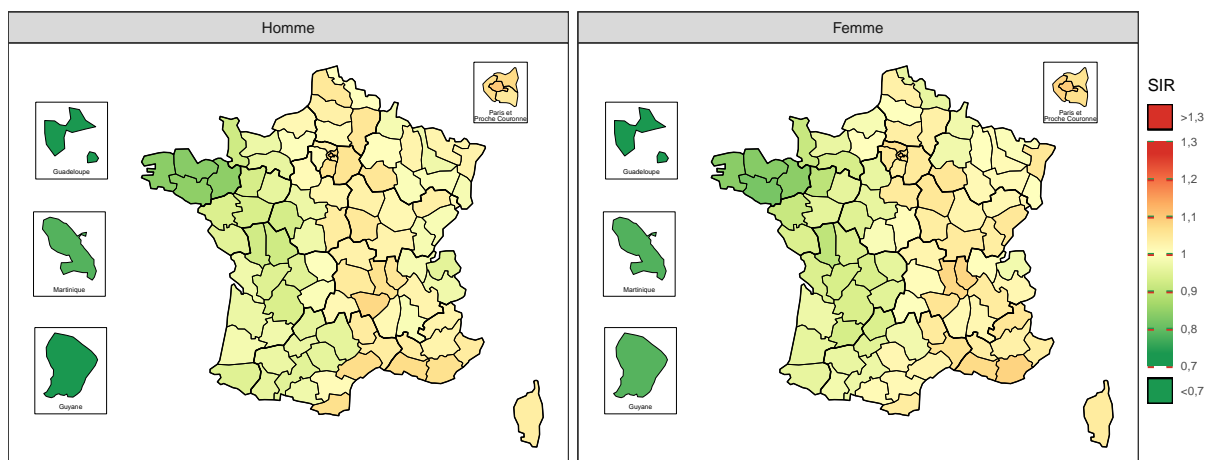 Homme
Guadeloupe
Martinique
Guyane
Paris et
Proche Couronne
Femme
Guadeloupe
Martinique
Guyane
Paris et
Proche Couronne
SIR
>1,3
1,3
1,2
1,1
1
0,9
0,8
0,7
<0,7